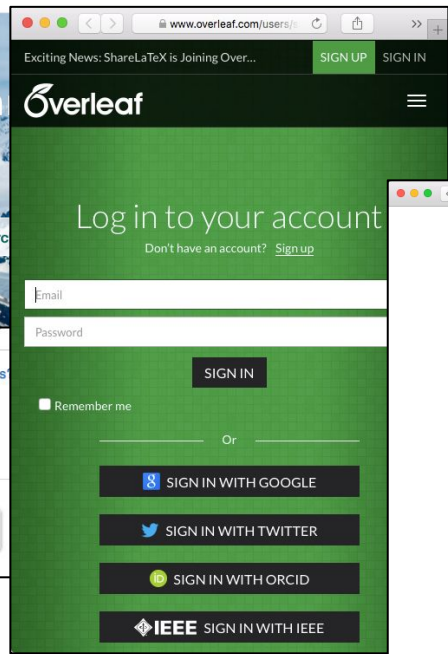 www.overleaf.com/users/s
Exciting News: ShareLaTeX is Joining Over...
SIGN UP
SIGN IN
Overleaf
Log in to your account
Don't have an account? Sign up
Email
Password
SIGN IN
Remember me
Or
SIGN IN WITH GOOGLE
SIGN IN WITH TWITTER
iD SIGN IN WITH ORCID
IEEE SIGN IN WITH IEEE